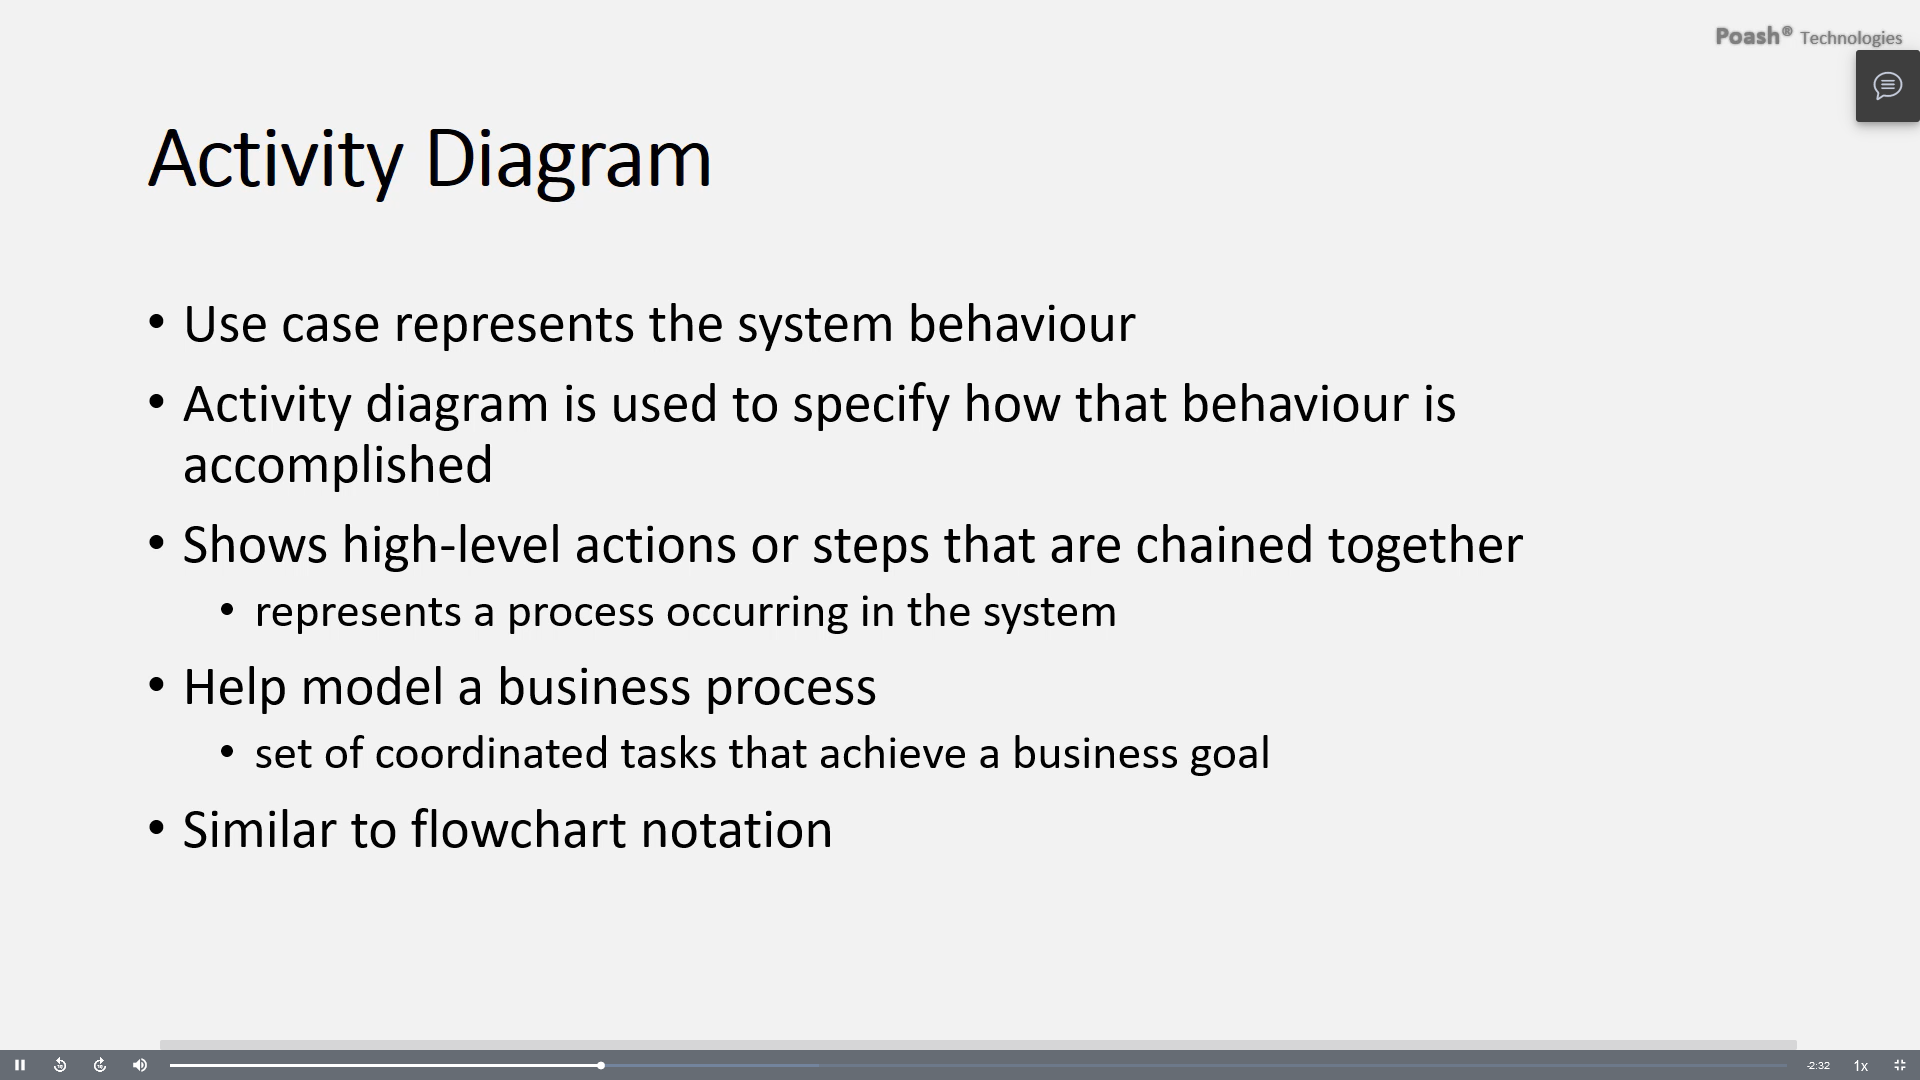 Poash® Technologies
Activity Diagram
• Use case represents the system behaviour
• Activity diagram is used to specify how that behaviour is
accomplished
• Shows high-level actions or steps that are chained together
• represents a process occurring in the system
• Help model a business process
• set of coordinated tasks that achieve a business goal
• Similar to flowchart notation
-2:32 1x